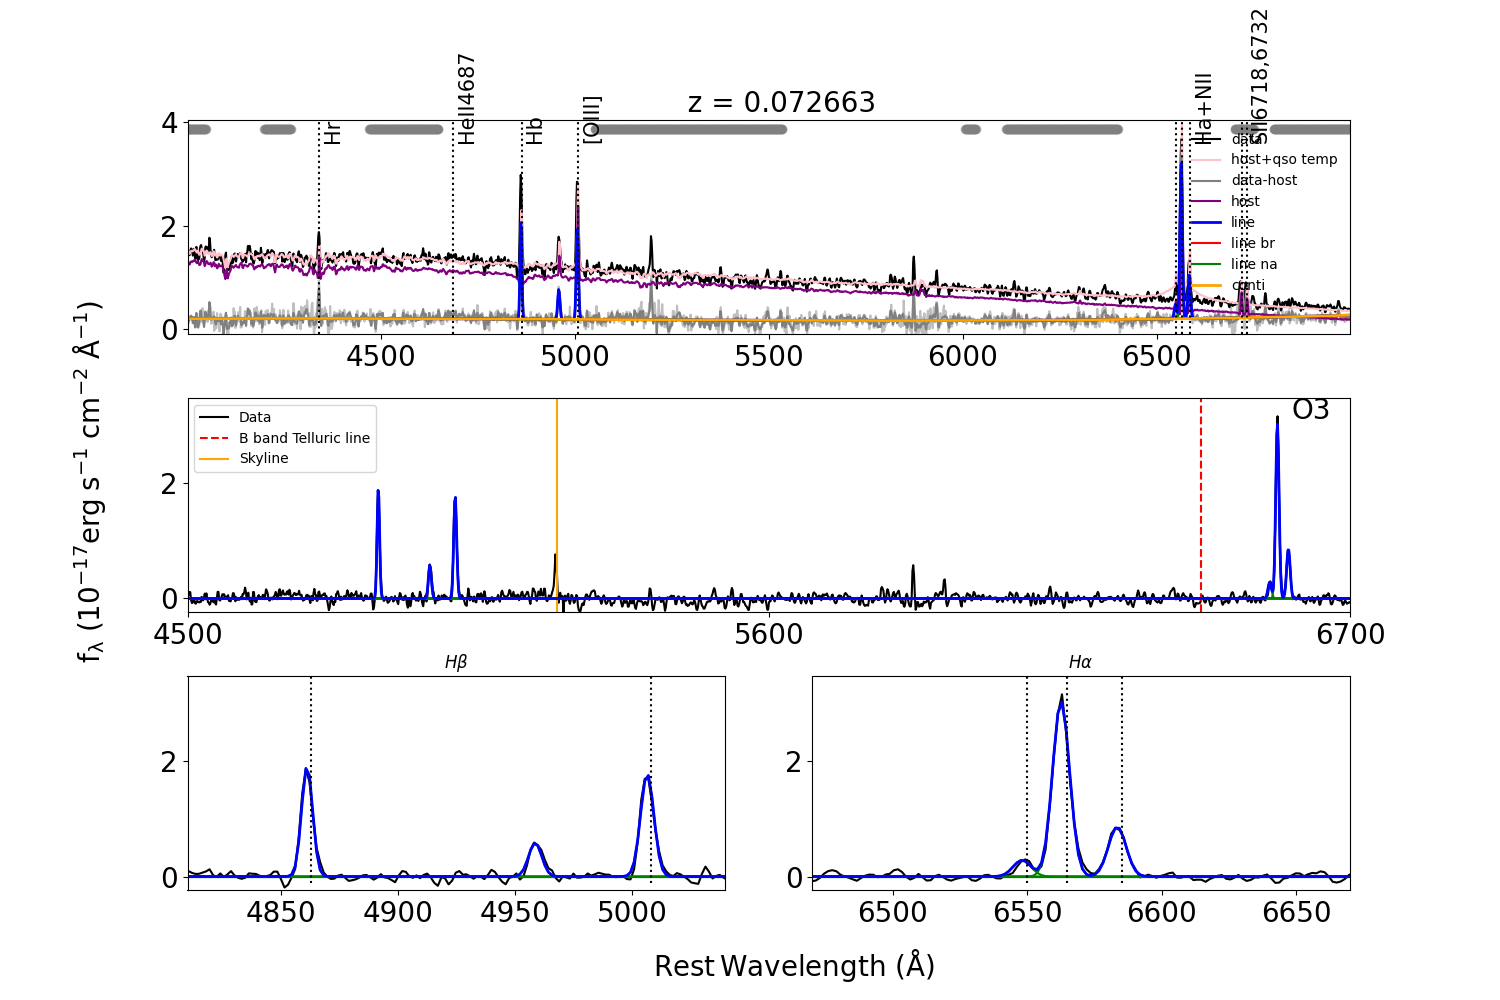 z = 0.072663
Hr
HeII4687
Hb
[OIII]
Ha+NII
SII6718,6732
data
host+qso temp
data-host
host
line
line br
line na
conti
4
2
0
4500
5000
5500
6000
6500
fλ (10⁻¹⁷erg s⁻¹ cm⁻² Å⁻¹)
Data
B band Telluric line
Skyline
O3
2
0
4500
5600
6700
Hβ
2
0
4850
4900
4950
5000
Hα
2
0
6500
6550
6600
6650
Rest Wavelength (Å)